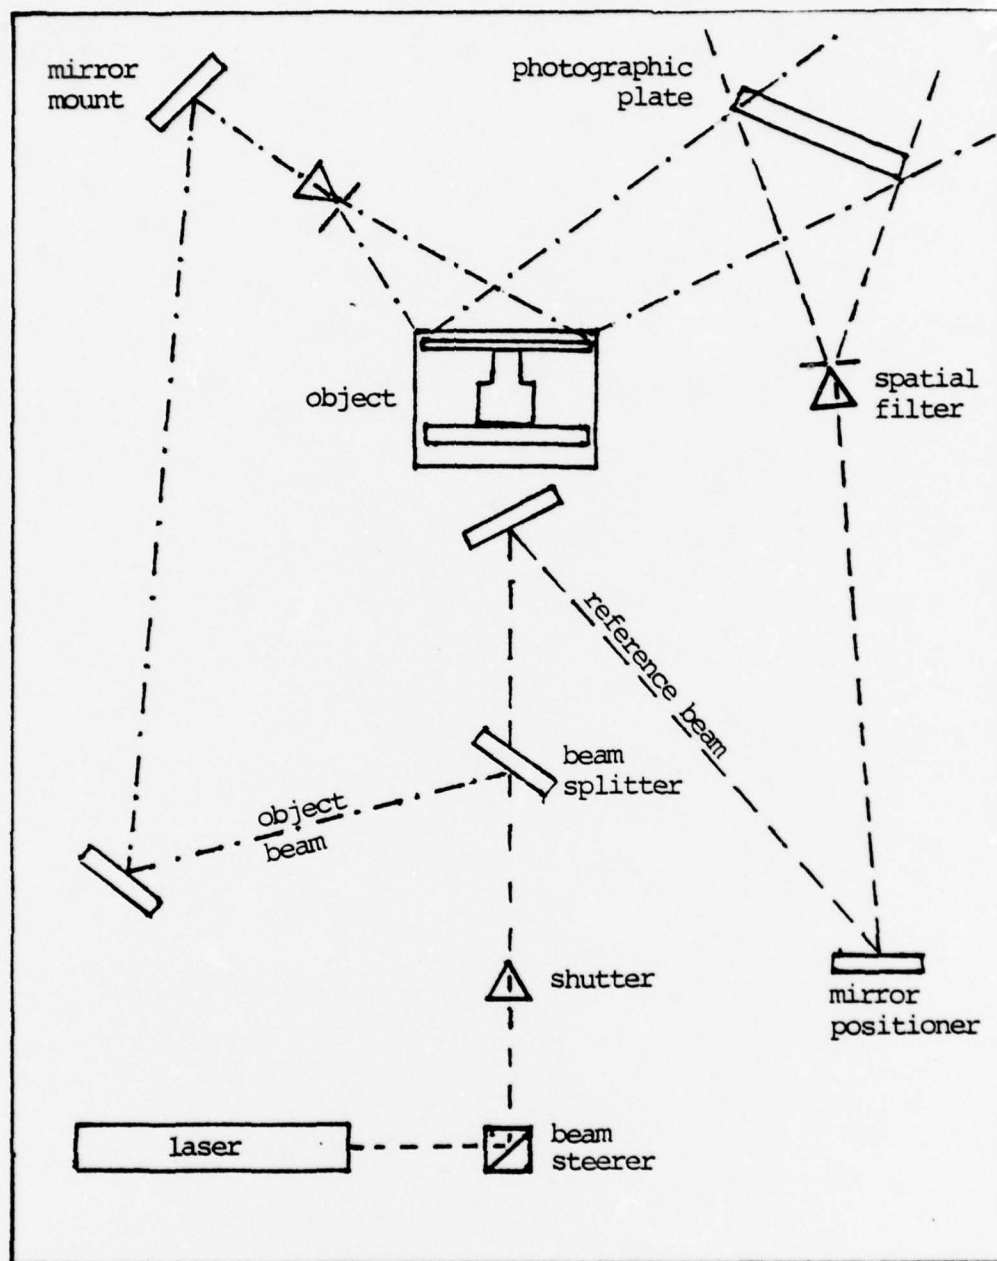 mirror
mount
photographic
plate
object
spatial
filter
reference beam
beam
splitter
object
beam
shutter
mirror
positioner
laser
beam
steerer